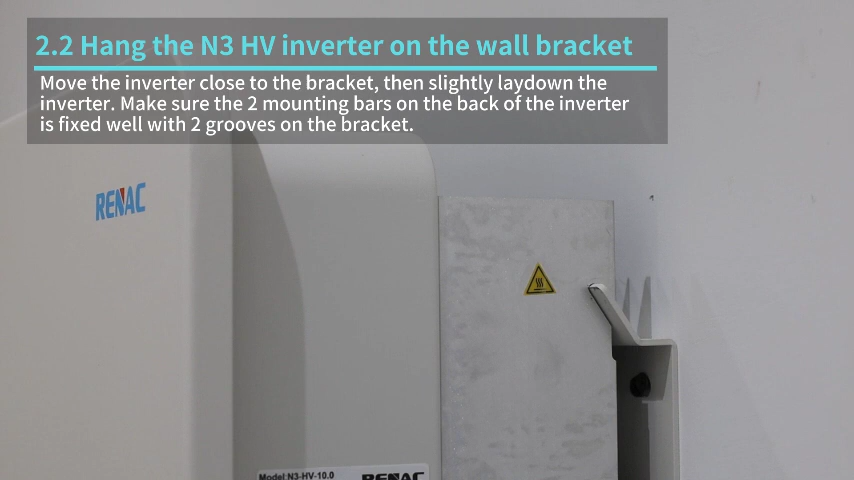 2.2 Hang the N3 HV inverter on the wall bracket
Move the inverter close to the bracket, then slightly laydown the
inverter. Make sure the 2 mounting bars on the back of the inverter
is fixed well with 2 grooves on the bracket.
RENAC
Model N3-HV-10.0
RENAC